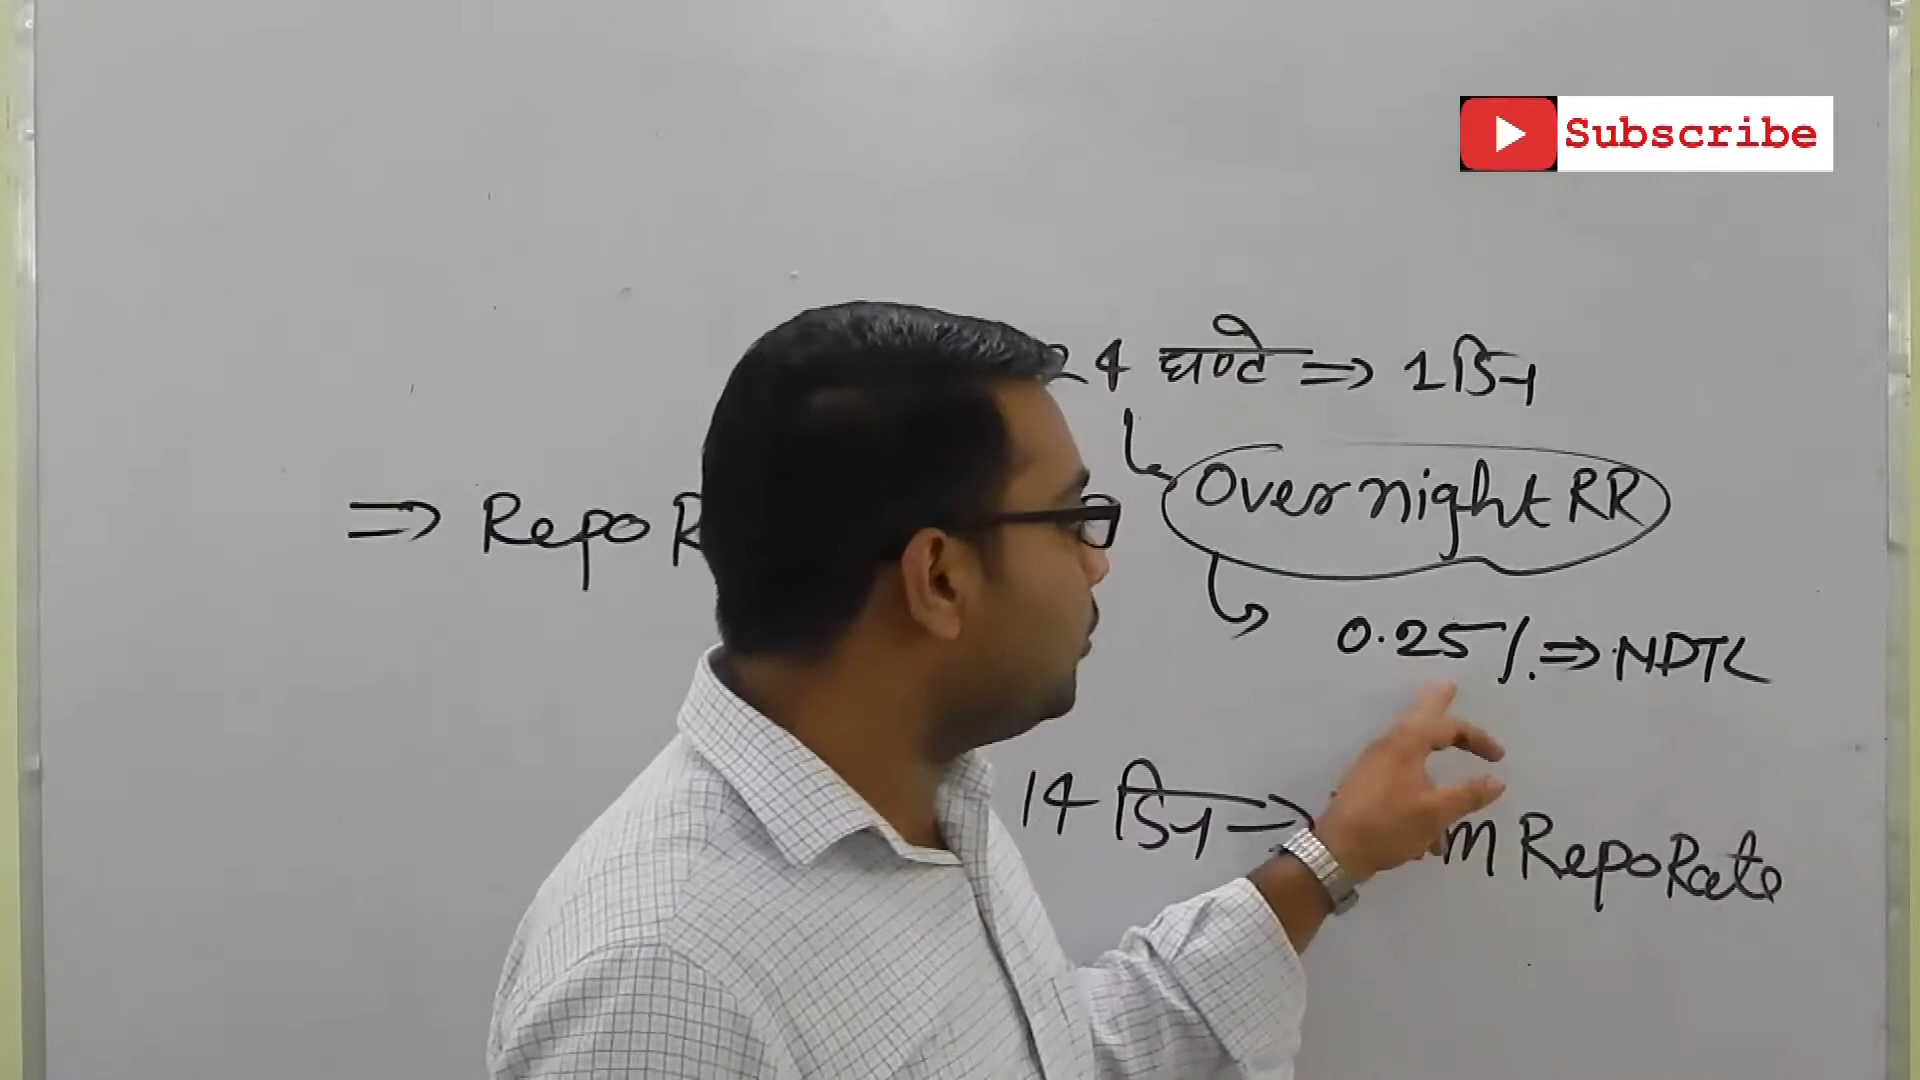 Subscribe
24 घण्टे ⇒ 1 दिन
Overnight RR
⇒ Repo R
0.25% ⇒ NDTL
14 दिन → m Repo Rate